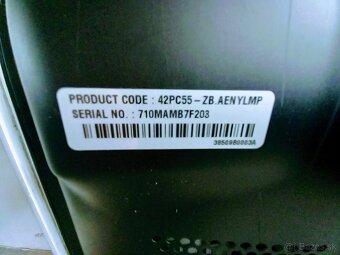 PRODUCT CODE : 42PC55-ZB.AENYLMP
SERIAL NO. : 710MAMB7F203
3850980003A